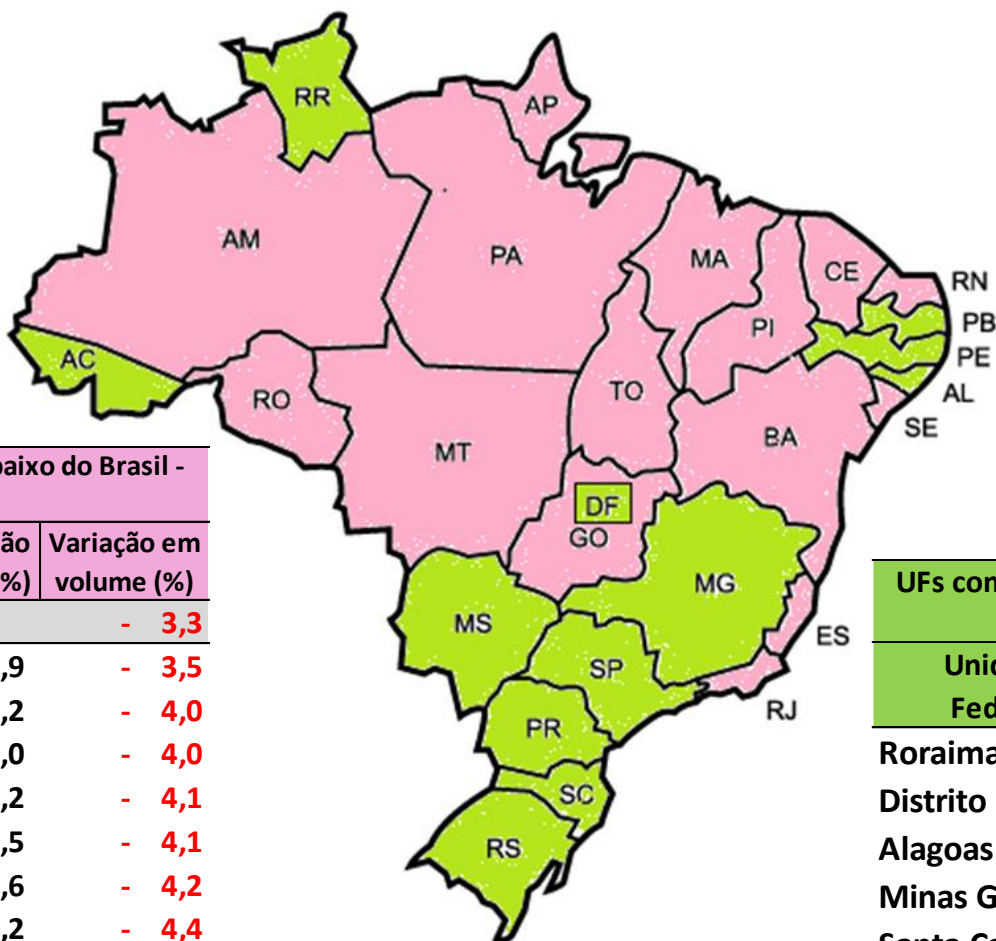 RR
AP
AM
PA
MA
CE
RN
PI
PB
PE
AC
AL
TO
RO
SE
BA
MT
DF
GO
MG
MS
ES
SP
RJ
PR
SC
RS
baixo do Brasil -
ão Variação em
%) volume (%)
- 3,3
,9 - 3,5
,2 - 4,0
,0 - 4,0
,2 - 4,1
,5 - 4,1
,6 - 4,2
,2 - 4,4
UFs con
Unid
Fed
Roraima
Distrito
Alagoas
Minas G